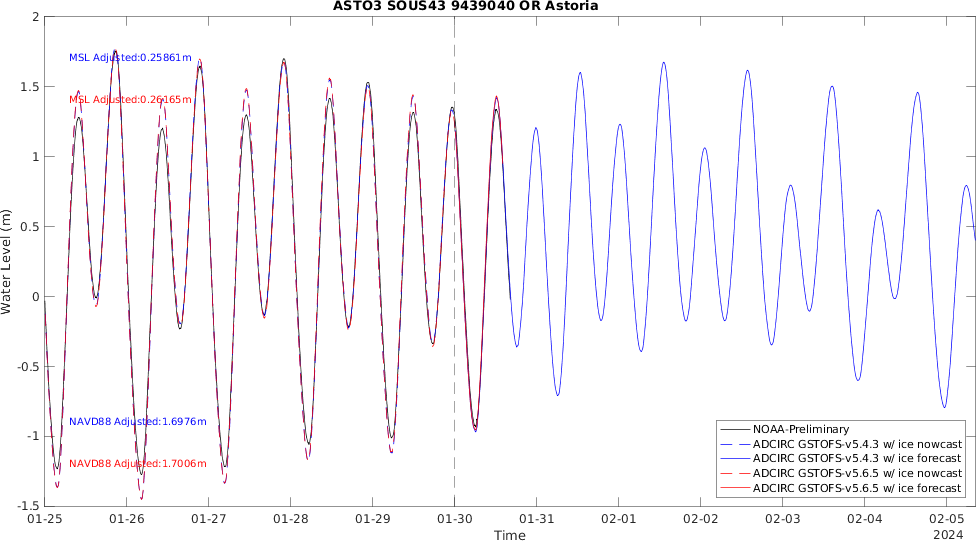 ASTO3 SOUS43 9439040 OR Astoria
2
1.5
1
0.5
0
-0.5
-1
-1.5
Water Level (m)
MSL Adjusted:0.25861m
MSL Adjusted:0.26165m
NAVD88 Adjusted:1.6976m
NAVD88 Adjusted:1.7006m
NOAA-Preliminary
ADCIRC GSTOFS-v5.4.3 w/ ice nowcast
ADCIRC GSTOFS-v5.4.3 w/ ice forecast
ADCIRC GSTOFS-v5.6.5 w/ ice nowcast
ADCIRC GSTOFS-v5.6.5 w/ ice forecast
01-25 01-26 01-27 01-28 01-29 01-30 01-31 02-01 02-02 02-03 02-04 02-05
Time
2024